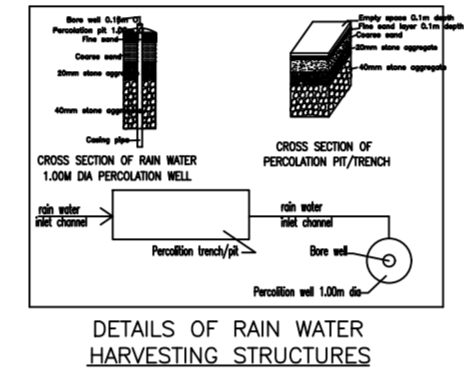 Bore well 0.15m
Percolation pit 1.00
Fine sand
Coarse sand
20mm stone aggre
40mm stone aggre
Casing pipe
CROSS SECTION OF RAIN WATER
1.00M DIA PERCOLATION WELL
Empty space 0.1m depth
Fine sand layer 0.1m depth
Coarse sand
20mm stone aggregate
40mm stone aggregate
CROSS SECTION OF
PERCOLATION PIT/TRENCH
rain water
inlet channel
Percolition trench/pit
rain water
inlet channel
Bore well
Percolition well 1.00m dia
DETAILS OF RAIN WATER
HARVESTING STRUCTURES